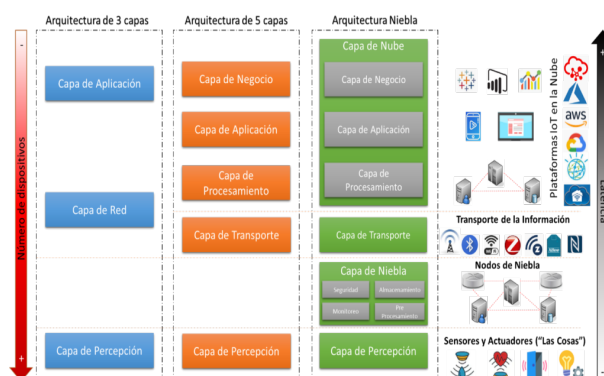 Arquitectura de 3 capas
Arquitectura de 5 capas
Arquitectura Niebla
-
Número de dispositivos
+
Capa de Aplicación
Capa de Red
Capa de Percepción
Capa de Negocio
Capa de Aplicación
Capa de
Procesamiento
Capa de Transporte
Capa de Percepción
Capa de Nube
Capa de Negocio
Capa de Aplicación
Capa de
Procesamiento
Capa de Transporte
Capa de Niebla
Seguridad
Almacenamiento
Monitoreo
Pre
Procesamiento
Capa de Percepción
Plataformas IoT en la Nube
aws
Transporte de la Información
Nodos de Niebla
Sensores y Actuadores ("Las Cosas")
+
Latencia
-